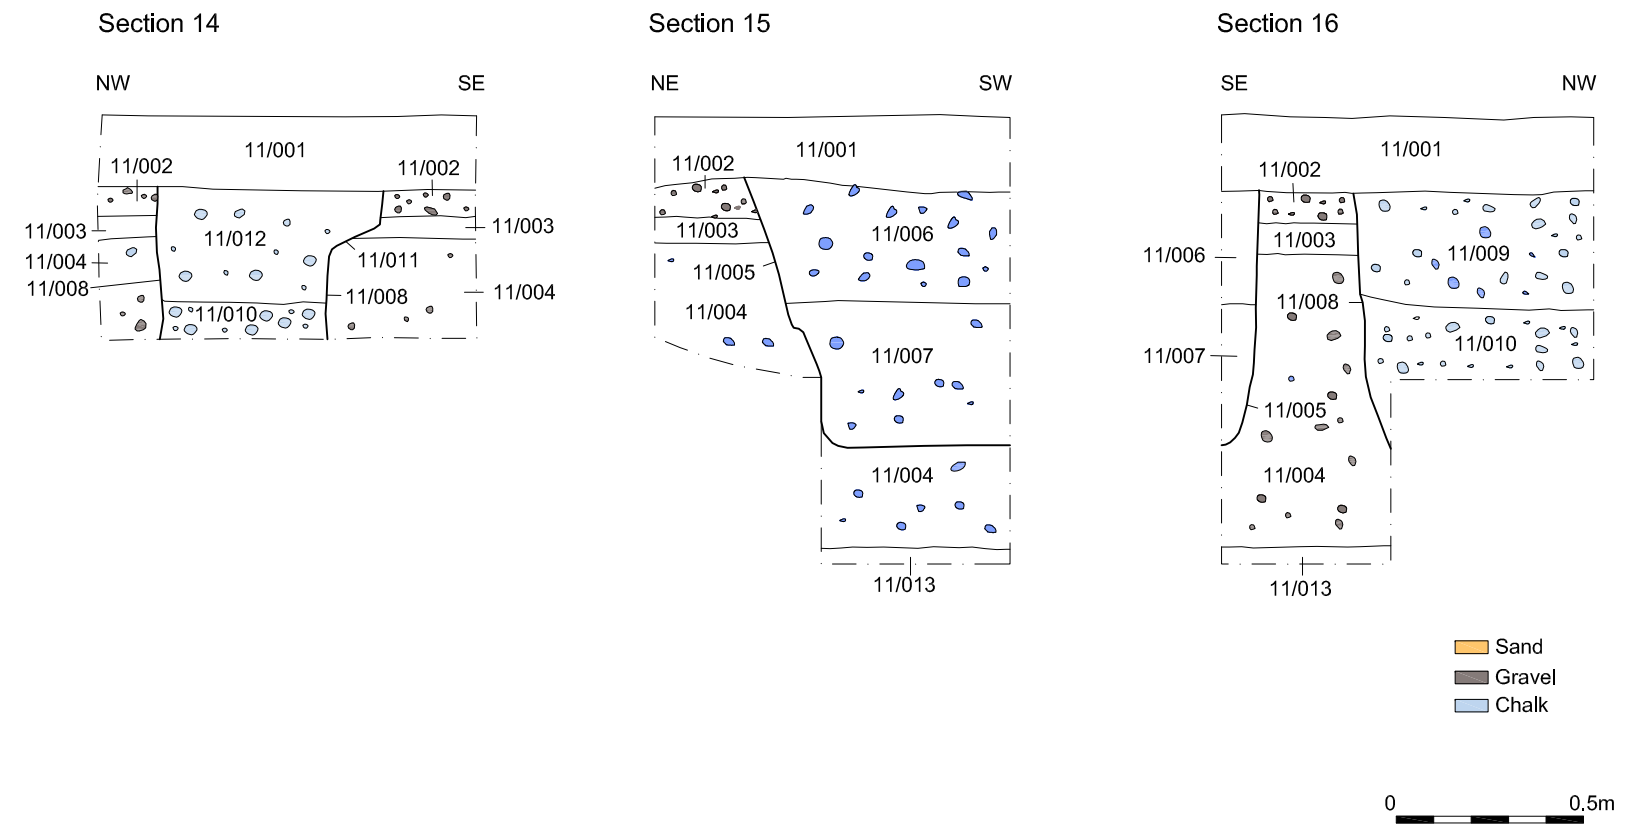 Section 14
NW SE
11/001
11/002 11/002
11/003 11/003
11/012
11/004 11/011
11/008 11/008 11/004
11/010
Section 15
NE SW
11/001
11/002
11/003 11/006
11/005
11/004
11/007
11/004
11/013
Section 16
SE NW
11/001
11/002
11/003
11/006 11/009
11/008
11/010
11/007
11/005
11/004
11/013
Sand
Gravel
Chalk
0 0.5m